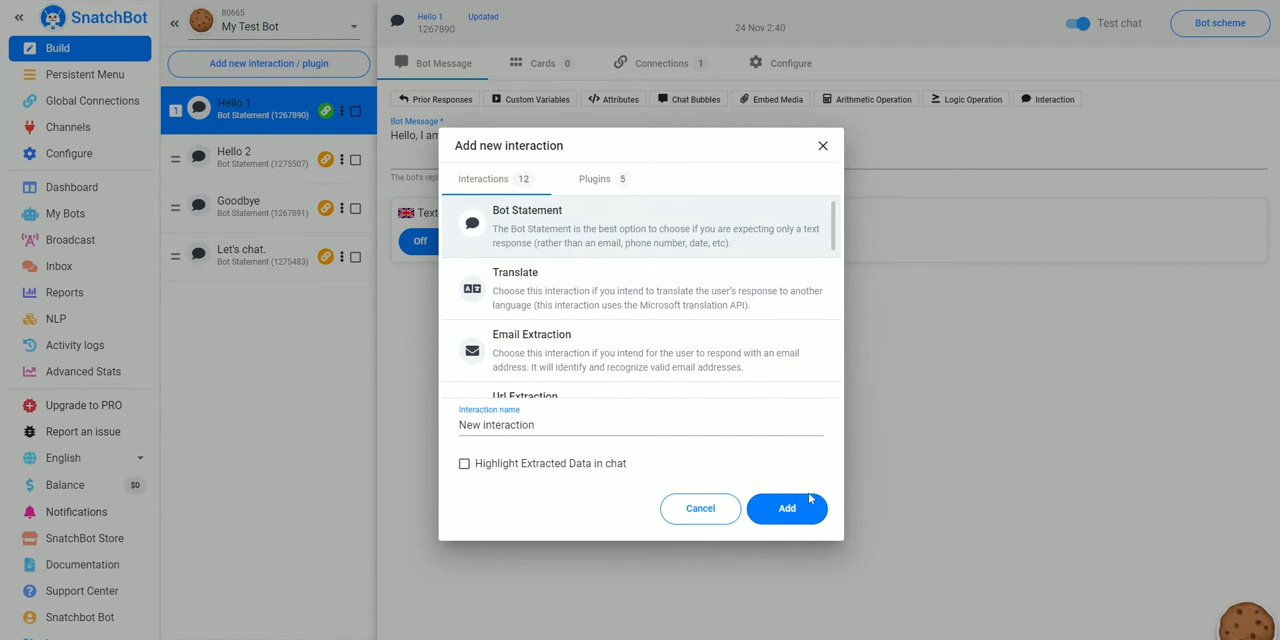 SnatchBot
Build
Persistent Menu
Global Connections
Channels
Configure
Dashboard
My Bots
Broadcast
Inbox
Reports
NLP
Activity logs
Advanced Stats
Upgrade to PRO
Report an issue
English
Balance $0
Notifications
SnatchBot Store
Documentation
Support Center
Snatchbot Bot
80665
My Test Bot
Add new interaction / plugin
1
Hello 1
Bot Statement (1267890)
Hello 2
Bot Statement (1275507)
Goodbye
Bot Statement (1267891)
Let's chat.
Bot Statement (1275483)
Hello 1 Updated
1267890
24 Nov 2:40
Test chat
Bot scheme
Bot Message
Cards 0
Connections 1
Configure
Prior Responses
Custom Variables
Attributes
Chat Bubbles
Embed Media
Arithmetic Operation
Logic Operation
Interaction
Bot Message *
Hello, I am
The bot's
Text
Off
Add new interaction
Interactions 12
Plugins 5
Bot Statement
The Bot Statement is the best option to choose if you are expecting only a text
response (rather than an email, phone number, date, etc).
Translate
Choose this interaction if you intend to translate the user's response to another
language (this interaction uses the Microsoft translation API).
Email Extraction
Choose this interaction if you intend for the user to respond with an email
address. It will identify and recognize valid email addresses.
Url Extraction
Interaction name
New interaction
Highlight Extracted Data in chat
Cancel
Add